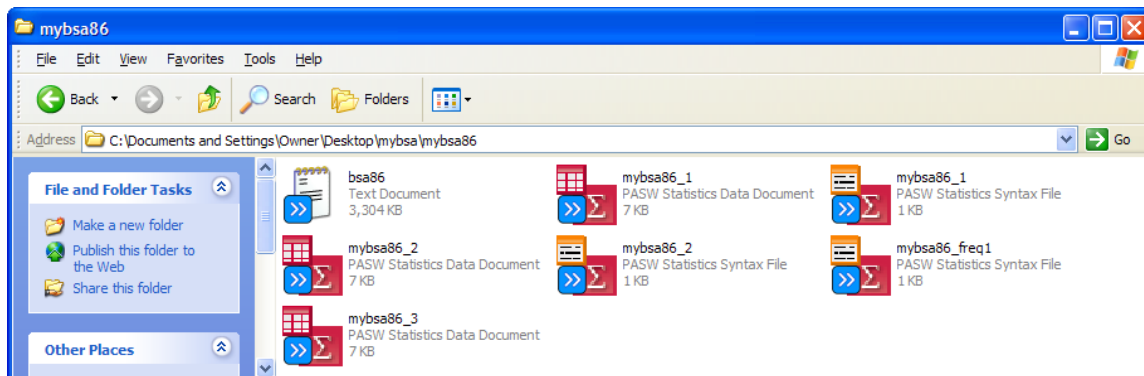 mybsa86
File Edit View Favorites Tools Help
Back Search Folders
Address C:\Documents and Settings\Owner\Desktop\mybsa\mybsa86 Go
File and Folder Tasks
Make a new folder
Publish this folder to
the Web
Share this folder
Other Places
bsa86
Text Document
3,304 KB
mybsa86_1
PASW Statistics Data Document
7 KB
mybsa86_1
PASW Statistics Syntax File
1 KB
mybsa86_2
PASW Statistics Data Document
7 KB
mybsa86_2
PASW Statistics Syntax File
1 KB
mybsa86_freq1
PASW Statistics Syntax File
1 KB
mybsa86_3
PASW Statistics Data Document
7 KB